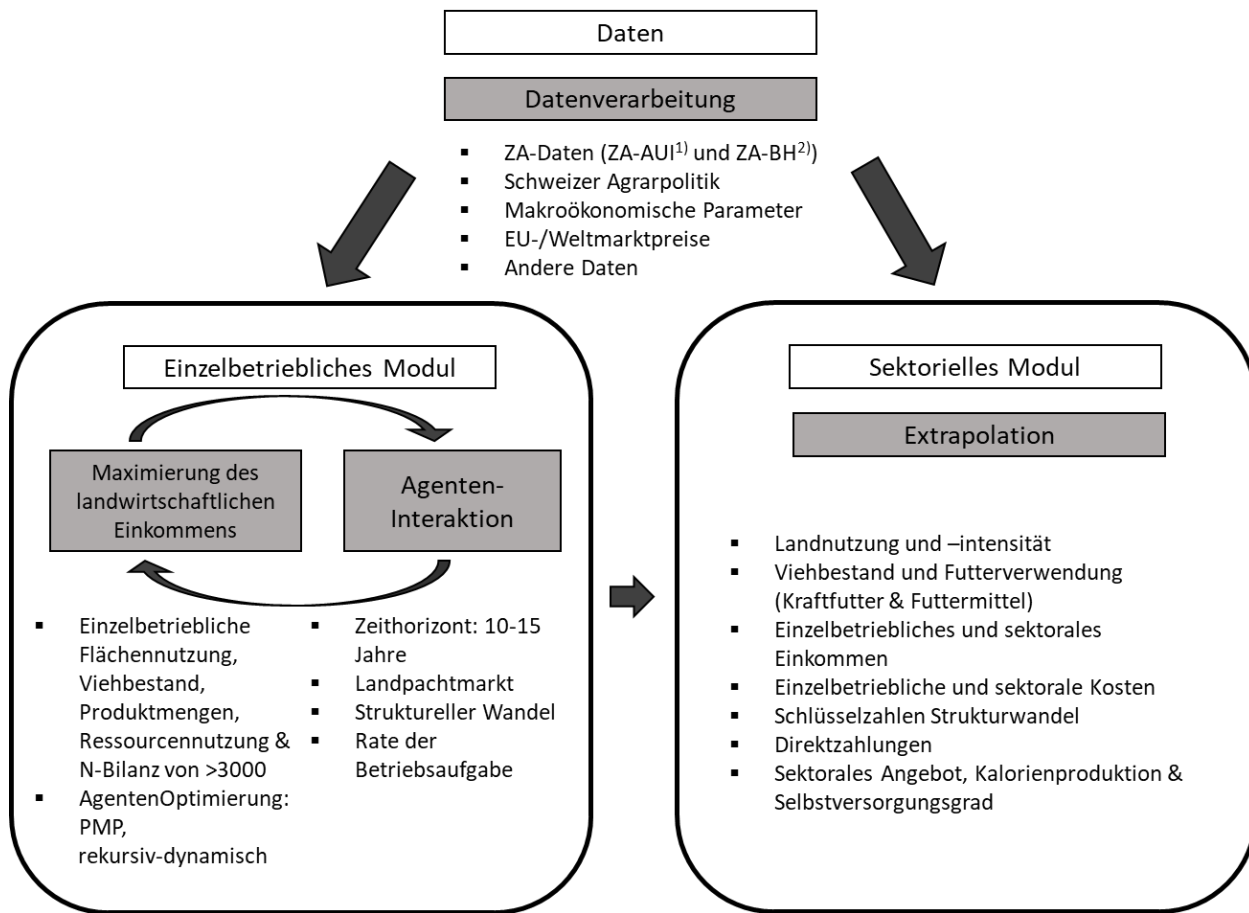 Daten
Datenverarbeitung
▪ ZA-Daten (ZA-AUI1) und ZA-BH2))
▪ Schweizer Agrarpolitik
▪ Makroökonomische Parameter
▪ EU-/Weltmarktpreise
▪ Andere Daten
Einzelbetriebliches Modul
Maximierung des
landwirtschaftlichen
Einkommens
Agenten-
Interaktion
▪ Einzelbetriebliche
Flächennutzung,
Viehbestand,
Produktmengen,
Ressourcennutzung &
N-Bilanz von >3000
▪ AgentenOptimierung:
PMP,
rekursiv-dynamisch
▪ Zeithorizont: 10-15
Jahre
▪ Landpachtmarkt
▪ Struktureller Wandel
▪ Rate der
Betriebsaufgabe
Sektorielles Modul
Extrapolation
▪ Landnutzung und –intensität
▪ Viehbestand und Futterverwendung
(Kraftfutter & Futtermittel)
▪ Einzelbetriebliches und sektorales
Einkommen
▪ Einzelbetriebliche und sektorale Kosten
▪ Schlüsselzahlen Strukturwandel
▪ Direktzahlungen
▪ Sektorales Angebot, Kalorienproduktion &
Selbstversorgungsgrad